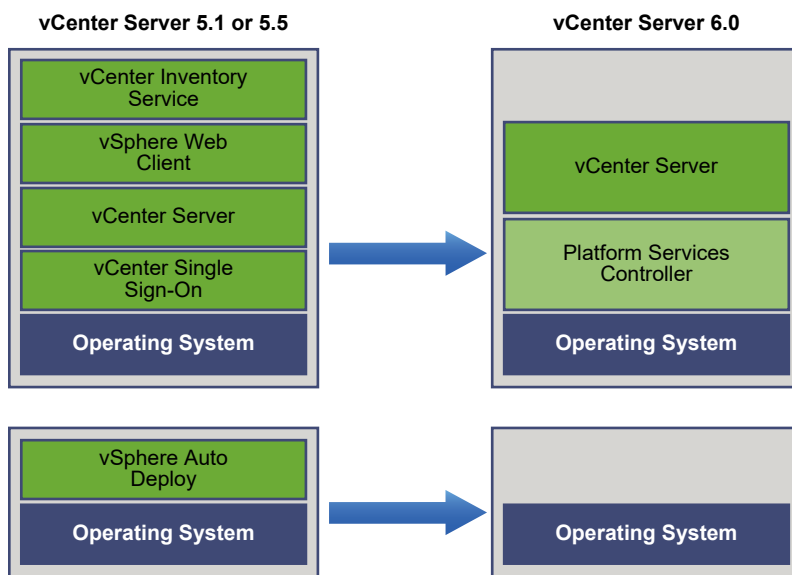 vCenter Server 5.1 or 5.5
vCenter Inventory
Service
vSphere Web
Client
vCenter Server
vCenter Single
Sign-On
Operating System
vCenter Server 6.0
vCenter Server
Platform Services
Controller
Operating System
vSphere Auto
Deploy
Operating System
Operating System